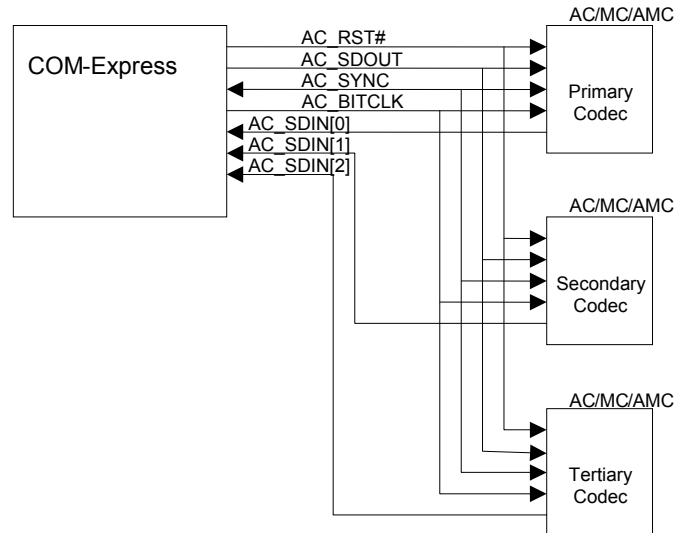 AC/MC/AMC
COM-Express
AC_RST#
AC_SDOUT
AC_SYNC
AC_BITCLK
AC_SDIN[0]
AC_SDIN[1]
AC_SDIN[2]
Primary
Codec
AC/MC/AMC
Secondary
Codec
AC/MC/AMC
Tertiary
Codec